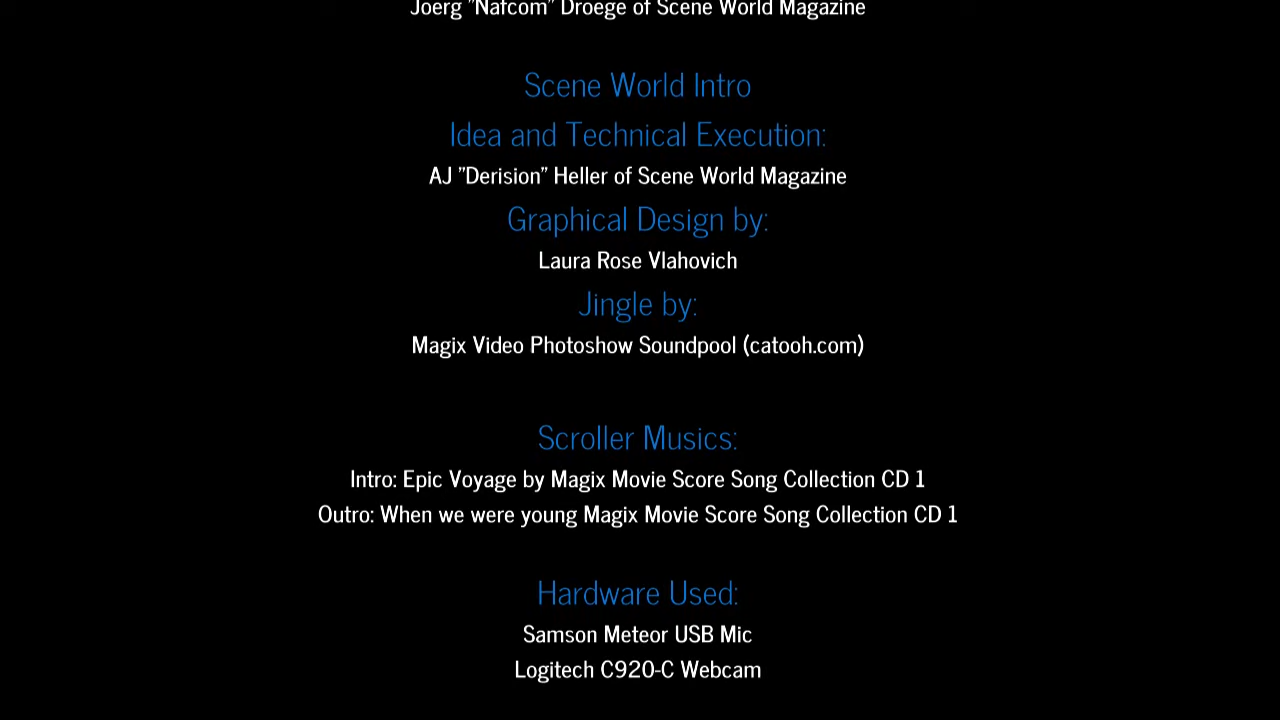 Joerg "Nafcom" Droege of Scene World Magazine
Scene World Intro
Idea and Technical Execution:
AJ "Derision" Heller of Scene World Magazine
Graphical Design by:
Laura Rose Vlahovich
Jingle by:
Magix Video Photoshow Soundpool (catooh.com)
Scroller Musics:
Intro: Epic Voyage by Magix Movie Score Song Collection CD 1
Outro: When we were young Magix Movie Score Song Collection CD 1
Hardware Used:
Samson Meteor USB Mic
Logitech C920-C Webcam